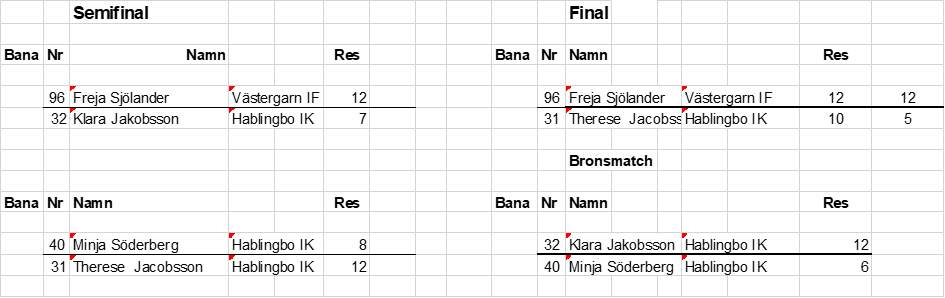 Semifinal Final
Bana Nr Namn Res Bana Nr Namn Res
96 Freja Sjölander Västergarn IF 12 96 Freja Sjölander Västergarn IF 12 12
32 Klara Jakobsson Hablingbo IK 7 31 Therese Jacobss Hablingbo IK 10 5
Bronsmatch
Bana Nr Namn Res Bana Nr Namn Res
40 Minja Söderberg Hablingbo IK 8 32 Klara Jakobsson Hablingbo IK 12
31 Therese Jacobsson Hablingbo IK 12 40 Minja Söderberg Hablingbo IK 6